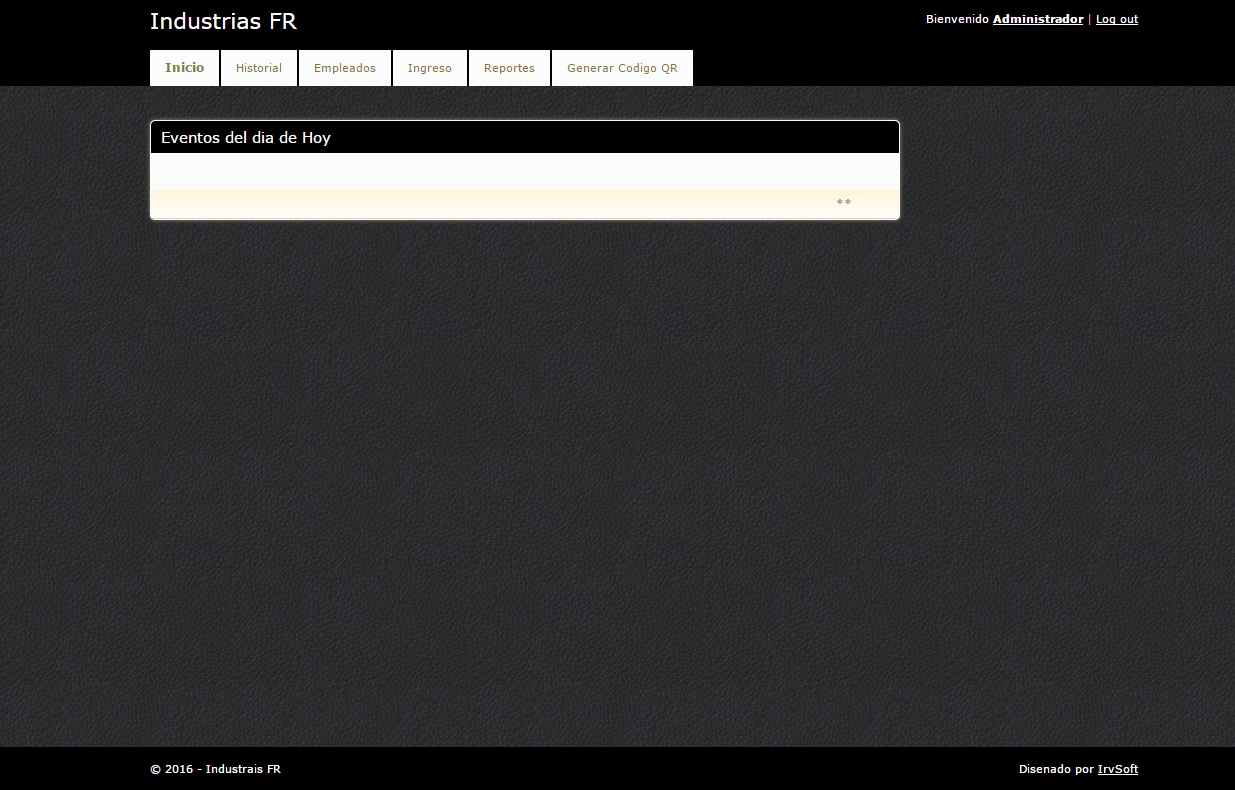 Industrias FR
Bienvenido Administrador | Log out
Inicio Historial Empleados Ingreso Reportes Generar Codigo QR
Eventos del dia de Hoy
**
© 2016 - Industrais FR
Disenado por IrvSoft